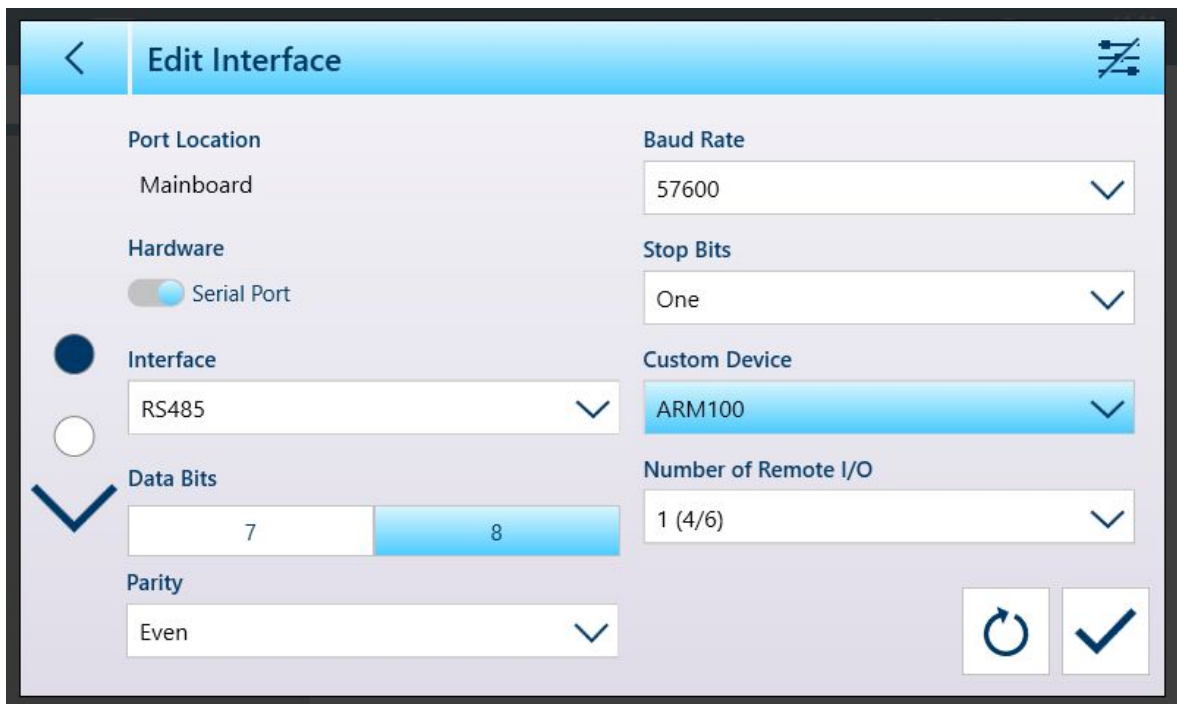 Edit Interface
Port Location
Mainboard
Hardware
Serial Port
Interface
RS485
Data Bits
7 8
Parity
Even
Baud Rate
57600
Stop Bits
One
Custom Device
ARM100
Number of Remote I/O
1 (4/6)